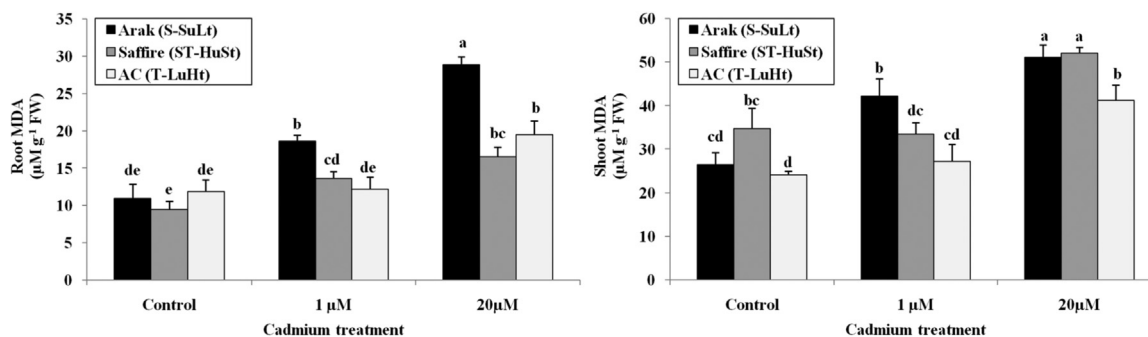 35
30
25
20
15
10
5
0
Root MDA
(µM g-1 FW)
Arak (S-SuLt)
Saffire (ST-HuSt)
AC (T-LuHt)
de
e
de
b
cd
de
a
bc
b
Control
1 µM
20µM
Cadmium treatment
60
50
40
30
20
10
0
Shoot MDA
(µM g-1 FW)
Arak (S-SuLt)
Saffire (ST-HuSt)
AC (T-LuHt)
cd
bc
d
b
dc
cd
a
a
b
Control
1 µM
20µM
Cadmium treatment